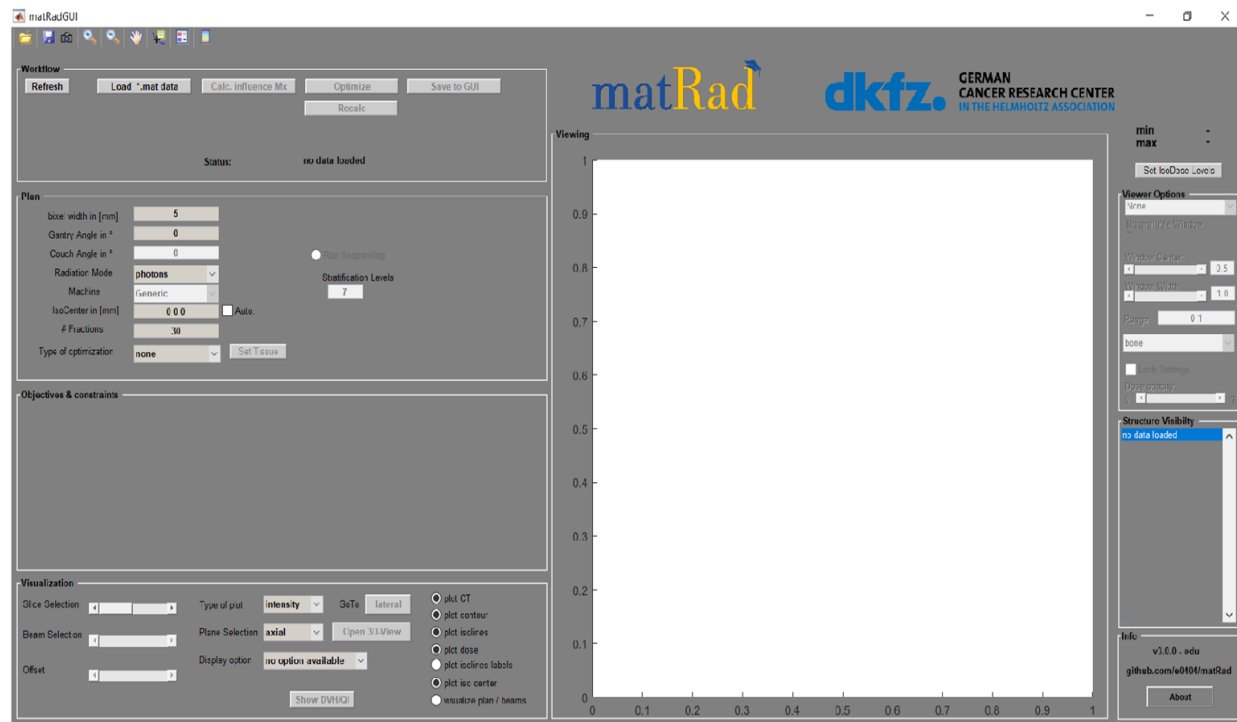 matRadGUI
Workflow
Refresh
Load *.mat data
Calc. influence Mx
Optimize
Save to GUI
Recalc
Status:
no data loaded
Plan
bixel width in [mm]
5
Gantry Angle in °
0
Couch Angle in °
0
Radiation Mode
photons
Machine
Generic
IsoCenter in [mm]
0 0 0
Auto.
# Fractions
30
Type of optimization
none
Set Tissue
Run Sequencing
Stratification Levels
7
Objectives & constraints
Visualization
Slice Selection
Beam Selection
Offset
Type of plot
intensity
GoTo
lateral
Plane Selection
axial
Open 3D-View
Display option
no option available
Show DVH/QI
plot CT
plot contour
plot isolines
plot dose
plot isolines labels
plot iso center
visualize plan / beams
matRad
dkfz.
GERMAN
CANCER RESEARCH CENTER
IN THE HELMHOLTZ ASSOCIATION
Viewing
1
0.9
0.8
0.7
0.6
0.5
0.4
0.3
0.2
0.1
0
0 0.1 0.2 0.3 0.4 0.5 0.6 0.7 0.8 0.9 1
min -
max -
Set IsoDose Levels
Viewer Options
None
No available Window
Window Center:
0.5
Window Width:
1.0
Range:
0 1
bone
Lock Settings
Dose opacity:
0 1
Structure Visibilty
no data loaded
Info
v3.0.0 - edu
github.com/e0404/matRad
About